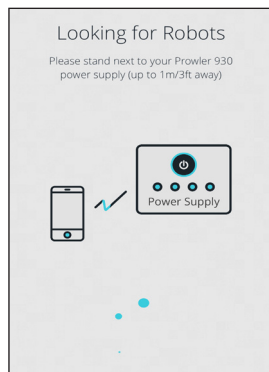 Looking for Robots
Please stand next to your Prowler 930
power supply (up to 1m/3ft away)
Power Supply